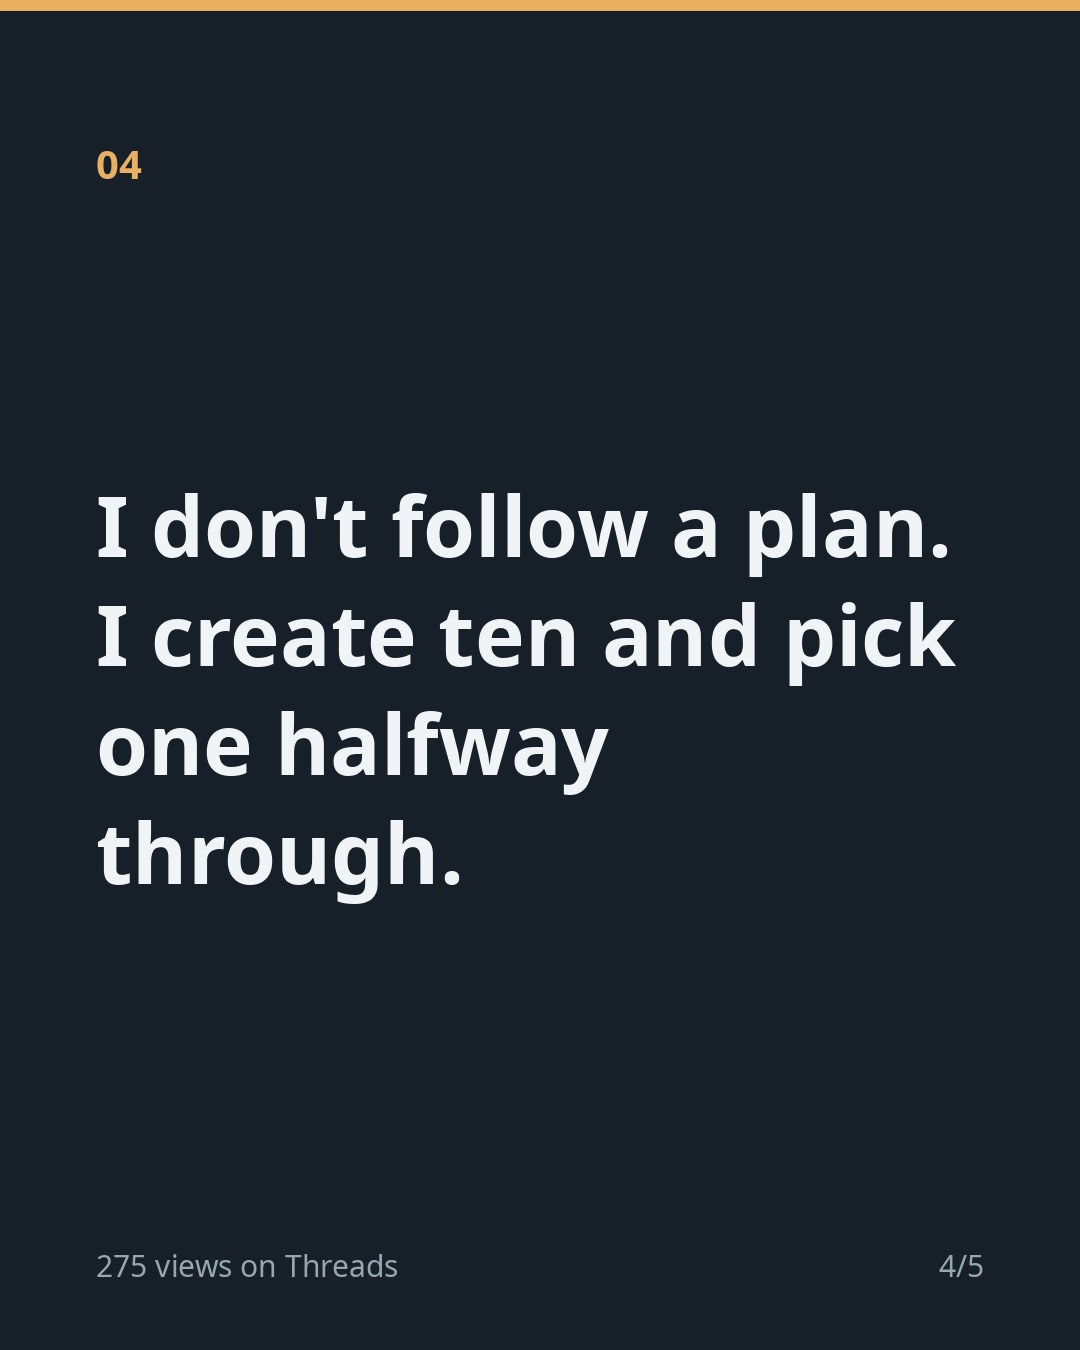 04
I don't follow a plan.
I create ten and pick
one halfway
through.
275 views on Threads
4/5